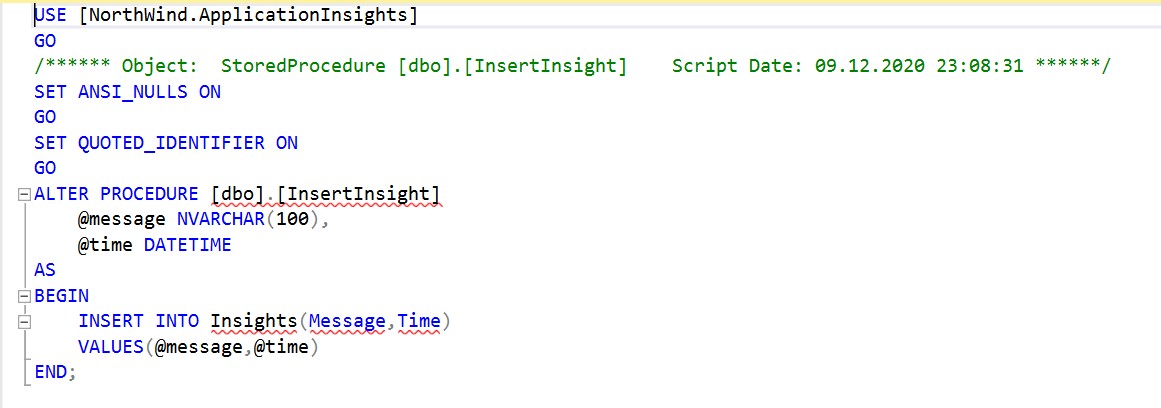 USE [NorthWind.ApplicationInsights]
GO
/****** Object:  StoredProcedure [dbo].[InsertInsight]    Script Date: 09.12.2020 23:08:31 ******/
SET ANSI_NULLS ON
GO
SET QUOTED_IDENTIFIER ON
GO
ALTER PROCEDURE [dbo].[InsertInsight]
    @message NVARCHAR(100),
    @time DATETIME
AS
BEGIN
    INSERT INTO Insights(Message,Time)
    VALUES(@message,@time)
END;